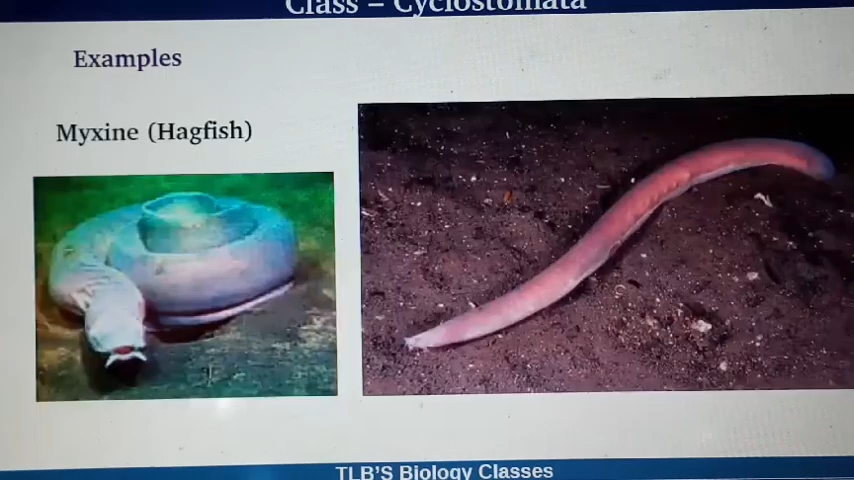 Class – Cyclostomata
Examples
Myxine (Hagfish)
TLB'S Biology Classes